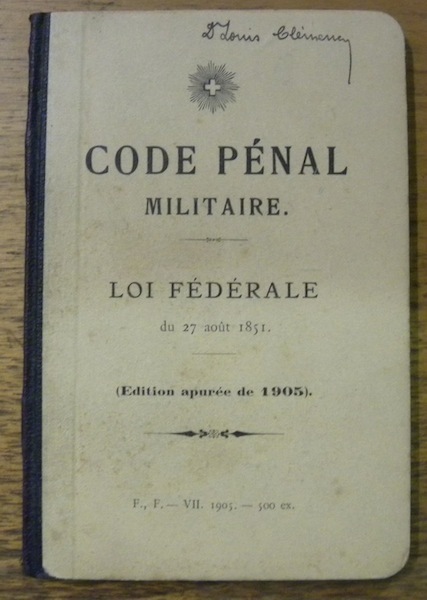 Dr Louis Clémency
CODE PÉNAL
MILITAIRE.
LOI FÉDÉRALE
du 27 août 1851.
(Edition apurée de 1905).
F., F. — VII. 1905. — 500 ex.